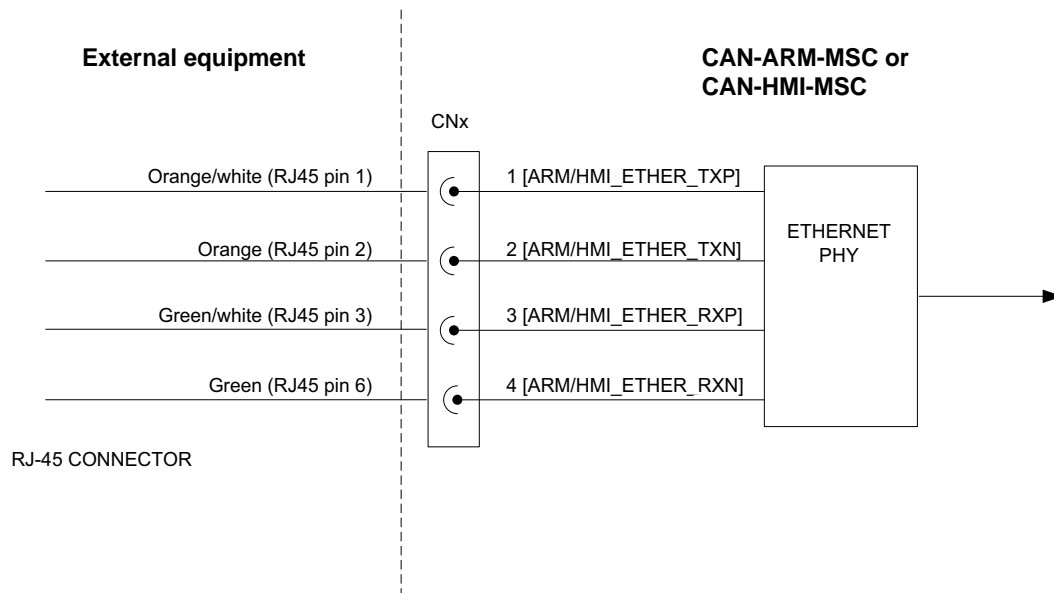 External equipment
CAN-ARM-MSC or
CAN-HMI-MSC
CNx
Orange/white (RJ45 pin 1)
1 [ARM/HMI_ETHER_TXP]
Orange (RJ45 pin 2)
2 [ARM/HMI_ETHER_TXN]
Green/white (RJ45 pin 3)
3 [ARM/HMI_ETHER_RXP]
Green (RJ45 pin 6)
4 [ARM/HMI_ETHER_RXN]
ETHERNET
PHY
RJ-45 CONNECTOR